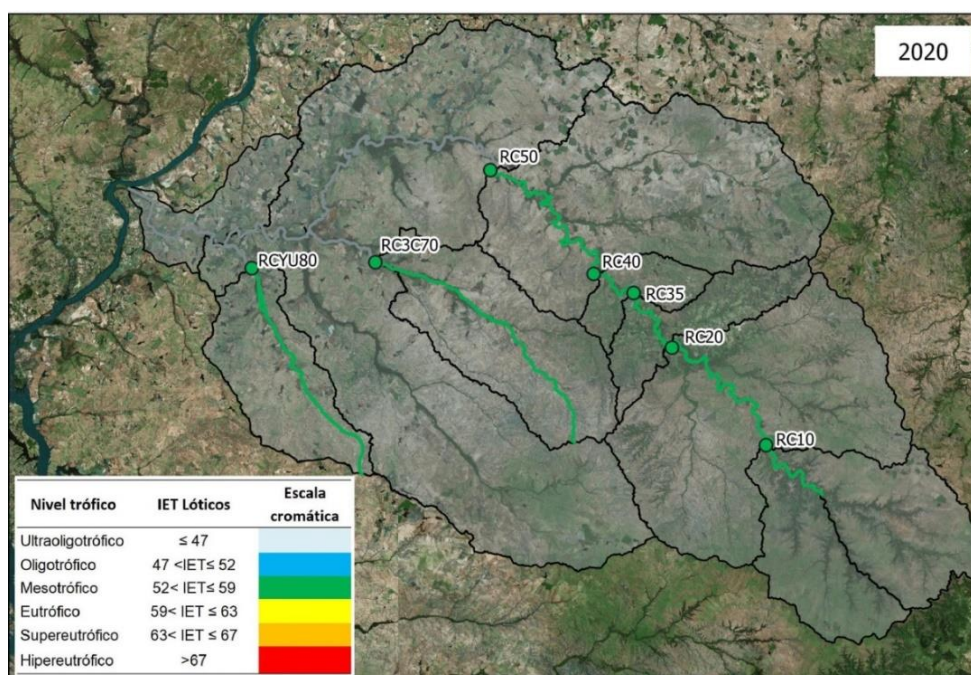 2020
RC50
RCYU80
RC3C70
RC40
RC35
RC20
RC10
Nivel trófico IET Lóticos Escala cromática
Ultraoligotrófico ≤ 47
Oligotrófico 47 <IET≤ 52
Mesotrófico 52< IET≤ 59
Eutrófico 59< IET ≤ 63
Supereutrófico 63< IET ≤ 67
Hipereutrófico >67